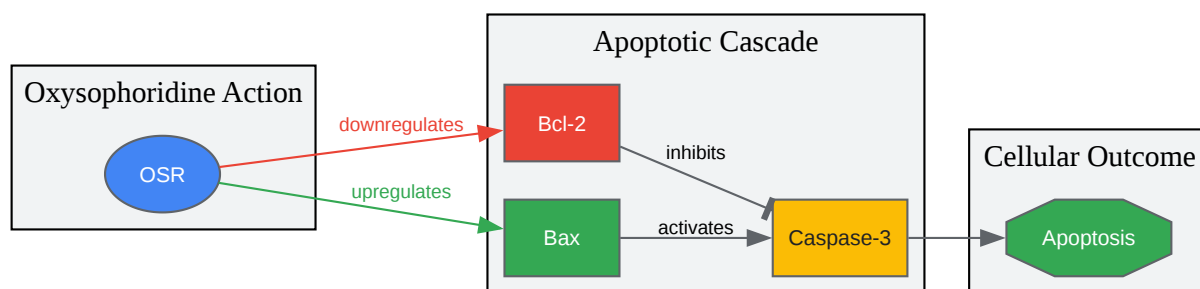 Oxysophoridine Action
OSR
downregulates
upregulates
Apoptotic Cascade
Bcl-2
Bax
inhibits
activates
Caspase-3
Cellular Outcome
Apoptosis